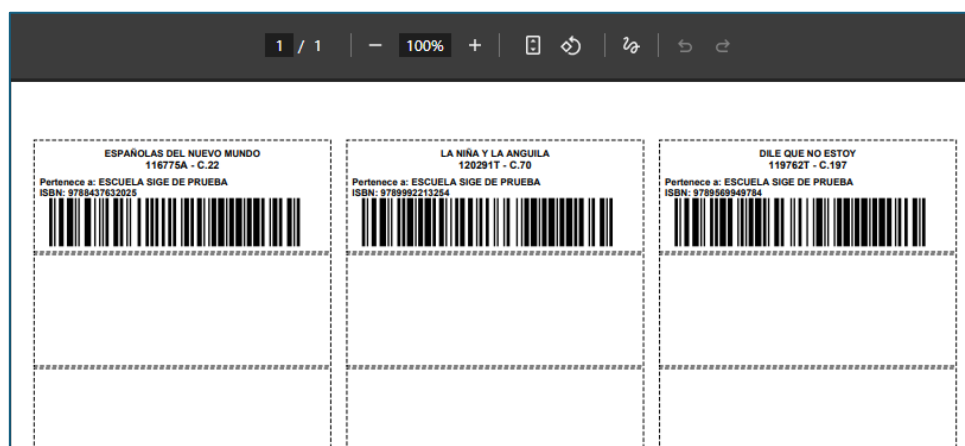 1 / 1 100%
ESPAÑOLAS DEL NUEVO MUNDO
116775A - C.22
Pertenece a: ESCUELA SIGE DE PRUEBA
ISBN: 9788437632025
LA NIÑA Y LA ANGUILA
120291T - C.70
Pertenece a: ESCUELA SIGE DE PRUEBA
ISBN: 9789992213254
DILE QUE NO ESTOY
119762T - C.197
Pertenece a: ESCUELA SIGE DE PRUEBA
ISBN: 9789569949784